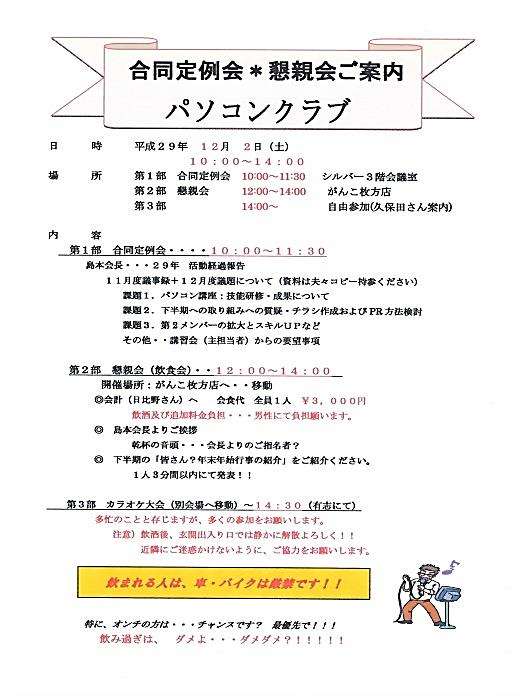 合同定例会＊懇親会ご案内
パソコンクラブ
日　時　平成２９年　１２月　２日（土）
１０：００～１４：００
場　所　第１部　合同定例会　10:00～11:30　シルバー３階会議室
第２部　懇親会　12:00～14:00　がんこ枚方店
第３部　14:00～　自由参加(久保田さん案内)
内　容
第１部　合同定例会・・・・１０：００～１１：３０
島本会長・・・２９年　活動経過報告
１１月度議事録＋１２月度議題について（資料は夫々コピー持参ください）
課題１．パソコン講座：技能研修・成果について
課題２．下半期への取り組みへの質疑・チラシ作成およびＰＲ方法検討
課題３．第２メンバーの拡大とスキルＵＰなど
その他・・講習会（主担当者）からの要望事項
第２部　懇親会（飲食会）・・１２：００～１４：００
開催場所：がんこ枚方店へ・・移動
◎会計（日比野さん）へ　会食代　全員１人　￥３，０００円
飲酒及び追加料金負担・・・男性にて負担願います。
◎　島本会長よりご挨拶
乾杯の音頭・・・会長よりのご指名者？
◎　下半期の「皆さん？年末年始行事の紹介」をご紹介ください。
１人３分間以内にて発表！！
第３部　カラオケ大会（別会場へ移動）～１４：３０（有志にて）
多忙のことと存じますが、多くの参加をお願いします。
注意）飲酒後、玄関出入り口では静かに解散よろしく！！
近隣にご迷惑かけないように、ご協力をお願いします。
飲まれる人は、車・バイクは厳禁です！！
特に、オンチの方は・・・チャンスです？　最優先で！！！
飲み過ぎは、　ダメよ・・・ダメダメ？！！！！！